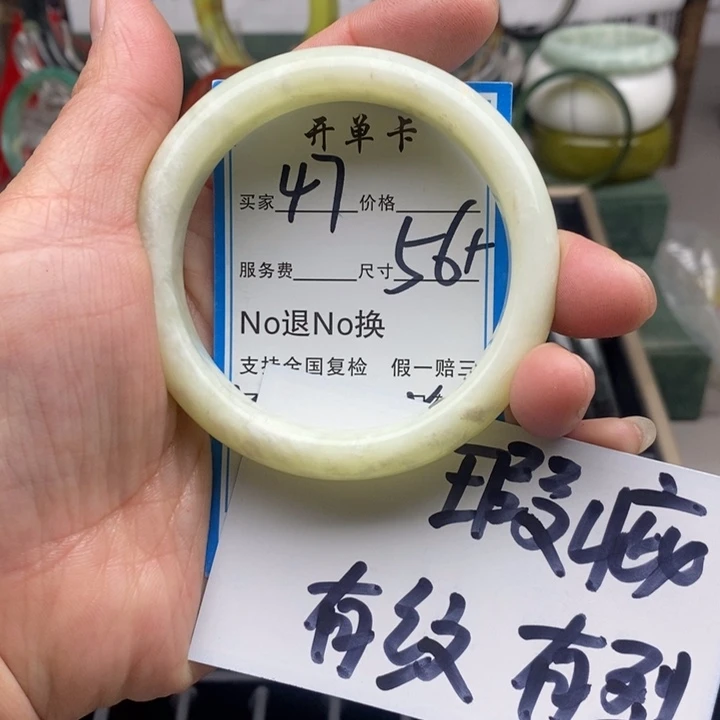 开单卡
买家 47 价格
服务费 尺寸 56+
No退No换
支持全国复检 假一赔三
瑕疵
有纹 有裂